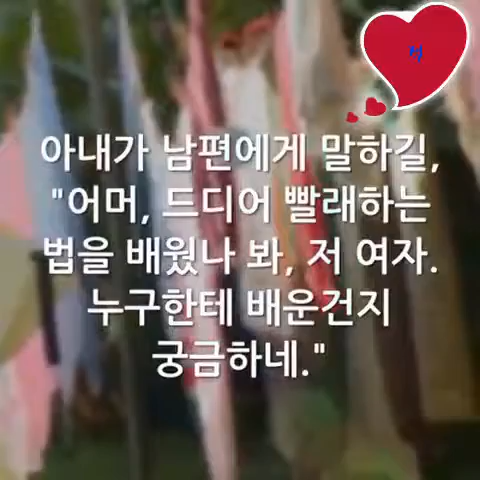 아내가 남편에게 말하길,
"어머, 드디어 빨래하는
법을 배웠나 봐, 저 여자.
누구한테 배운건지
궁금하네."